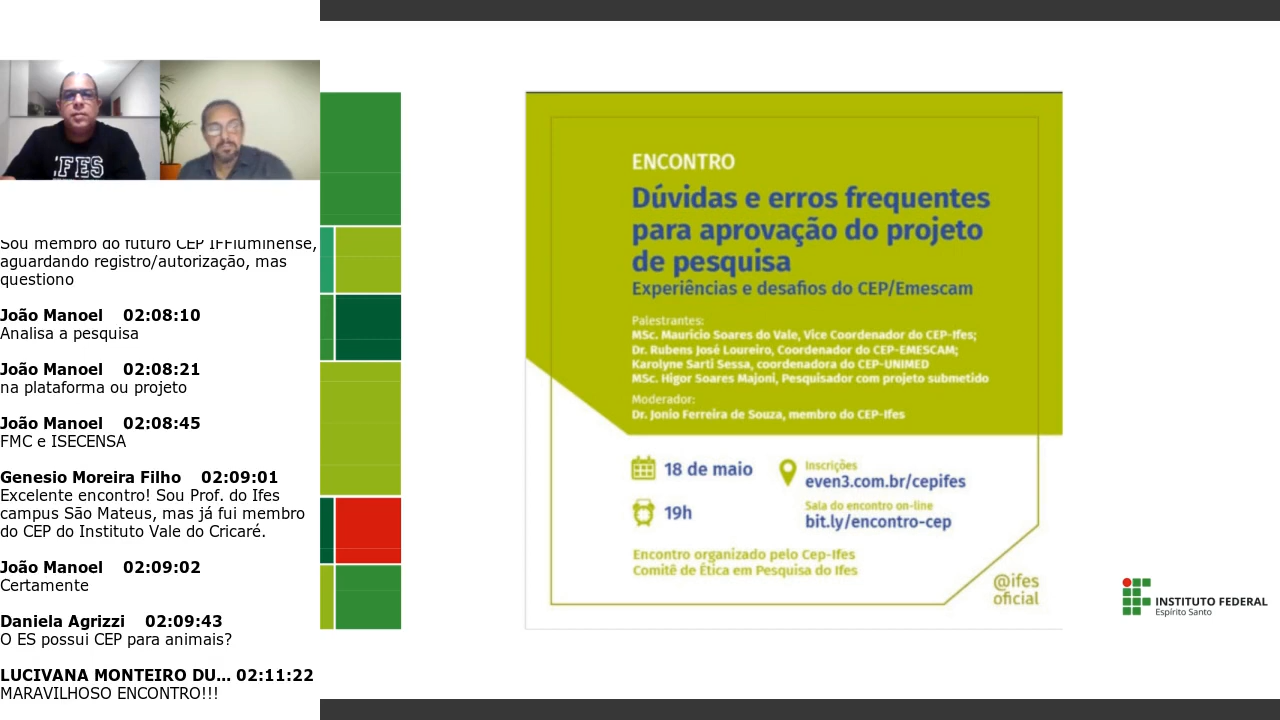 IFES
Sou membro do futuro CEP IFFluminense,
aguardando registro/autorização, mas
questiono
João Manoel 02:08:10
Analisa a pesquisa
João Manoel 02:08:21
na plataforma ou projeto
João Manoel 02:08:45
FMC e ISECENSA
Genesio Moreira Filho 02:09:01
Excelente encontro! Sou Prof. do Ifes
campus São Mateus, mas já fui membro
do CEP do Instituto Vale do Cricaré.
João Manoel 02:09:02
Certamente
Daniela Agrizzi 02:09:43
O ES possui CEP para animais?
LUCIVANA MONTEIRO DU... 02:11:22
MARAVILHOSO ENCONTRO!!!
ENCONTRO
Dúvidas e erros frequentes
para aprovação do projeto
de pesquisa
Experiências e desafios do CEP/Emescam
Palestrantes:
MSc. Mauricio Soares do Vale, Vice Coordenador do CEP-Ifes;
Dr. Rubens José Loureiro, Coordenador do CEP-EMESCAM;
Karolyne Sarti Sessa, coordenadora do CEP-UNIMED
MSc. Higor Soares Majoni, Pesquisador com projeto submetido
Moderador:
Dr. Jonio Ferreira de Souza, membro do CEP-Ifes
18 de maio
19h
Inscrições
even3.com.br/cepifes
Sala do encontro on-line
bit.ly/encontro-cep
Encontro organizado pelo Cep-Ifes
Comitê de Ética em Pesquisa do Ifes
@ifes
oficial
INSTITUTO FEDERAL
Espírito Santo